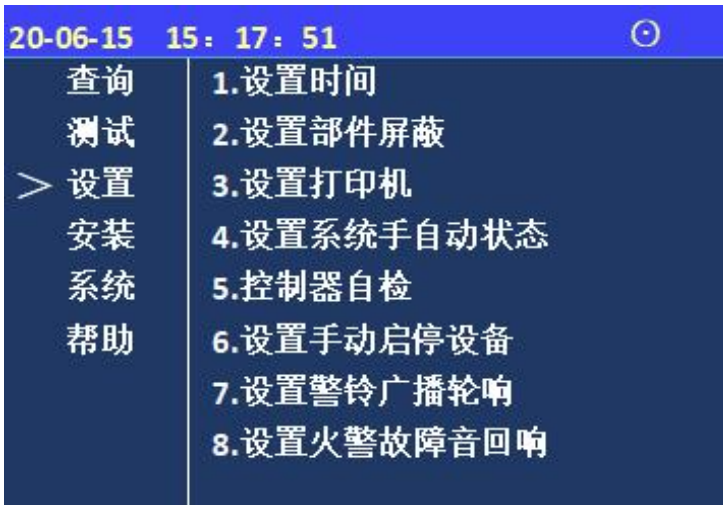 20-06-15 15：17：51
查询
测试
> 设置
安装
系统
帮助
1.设置时间
2.设置部件屏蔽
3.设置打印机
4.设置系统手自动状态
5.控制器自检
6.设置手动启停设备
7.设置警铃广播轮响
8.设置火警故障音回响